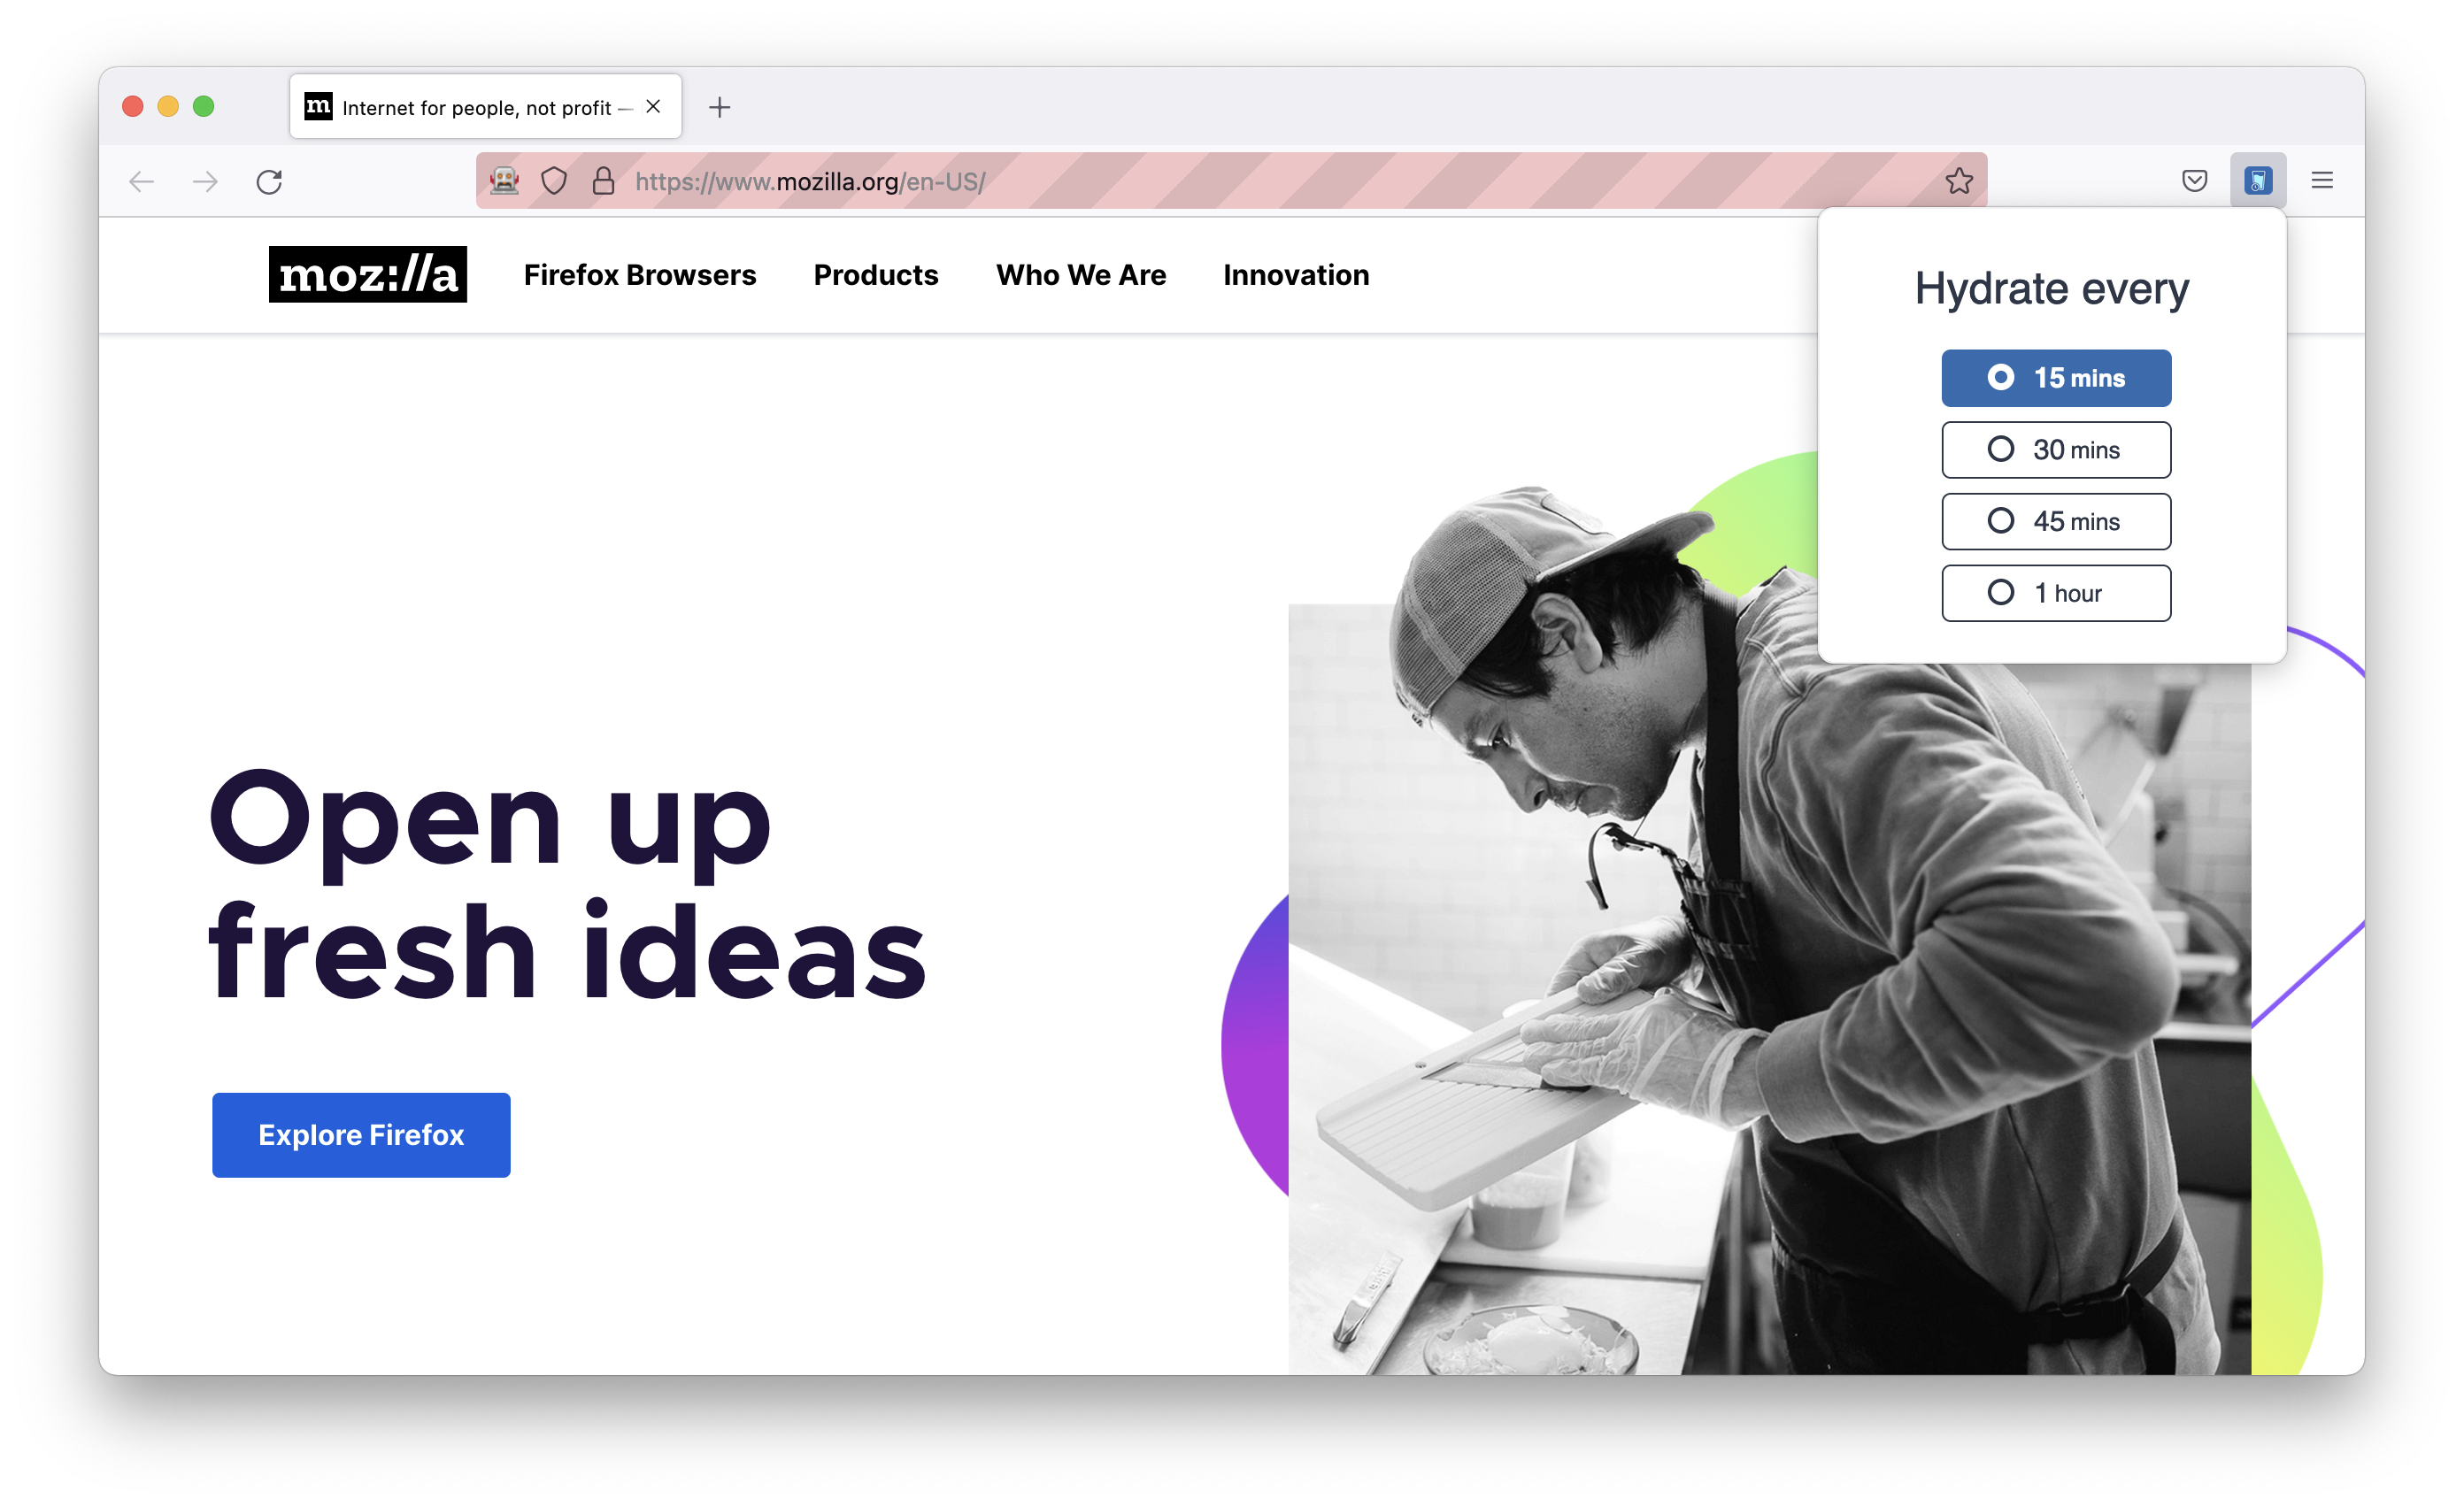 m Internet for people, not profit —
https://www.mozilla.org/en-US/
moz://a
Firefox Browsers
Products
Who We Are
Innovation
Hydrate every
15 mins
30 mins
45 mins
1 hour
Open up
fresh ideas
Explore Firefox